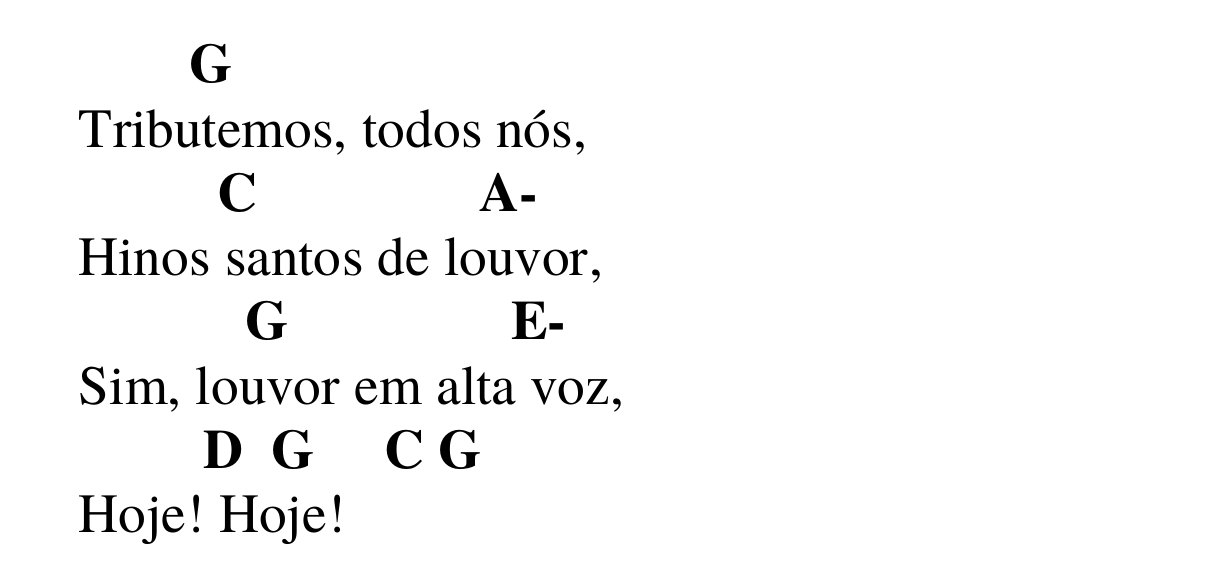 G
Tributemos, todos nós,
C A-
Hinos santos de louvor,
G E-
Sim, louvor em alta voz,
D G C G
Hoje! Hoje!